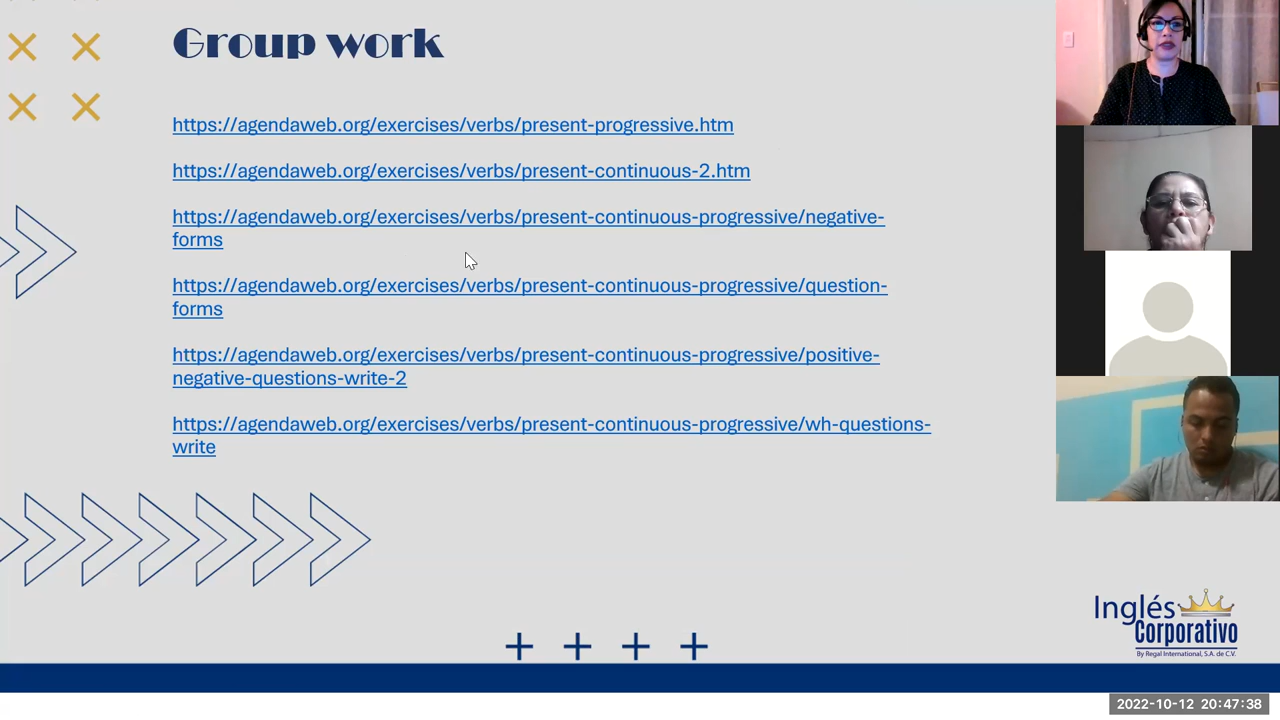 Group work
https://agendaweb.org/exercises/verbs/present-progressive.htm
https://agendaweb.org/exercises/verbs/present-continuous-2.htm
https://agendaweb.org/exercises/verbs/present-continuous-progressive/negative-
forms
https://agendaweb.org/exercises/verbs/present-continuous-progressive/question-
forms
https://agendaweb.org/exercises/verbs/present-continuous-progressive/positive-
negative-questions-write-2
https://agendaweb.org/exercises/verbs/present-continuous-progressive/wh-questions-
write
Inglés
Corporativo
By Regal International, S.A. de C.V.
2022-10-12 20:47:38